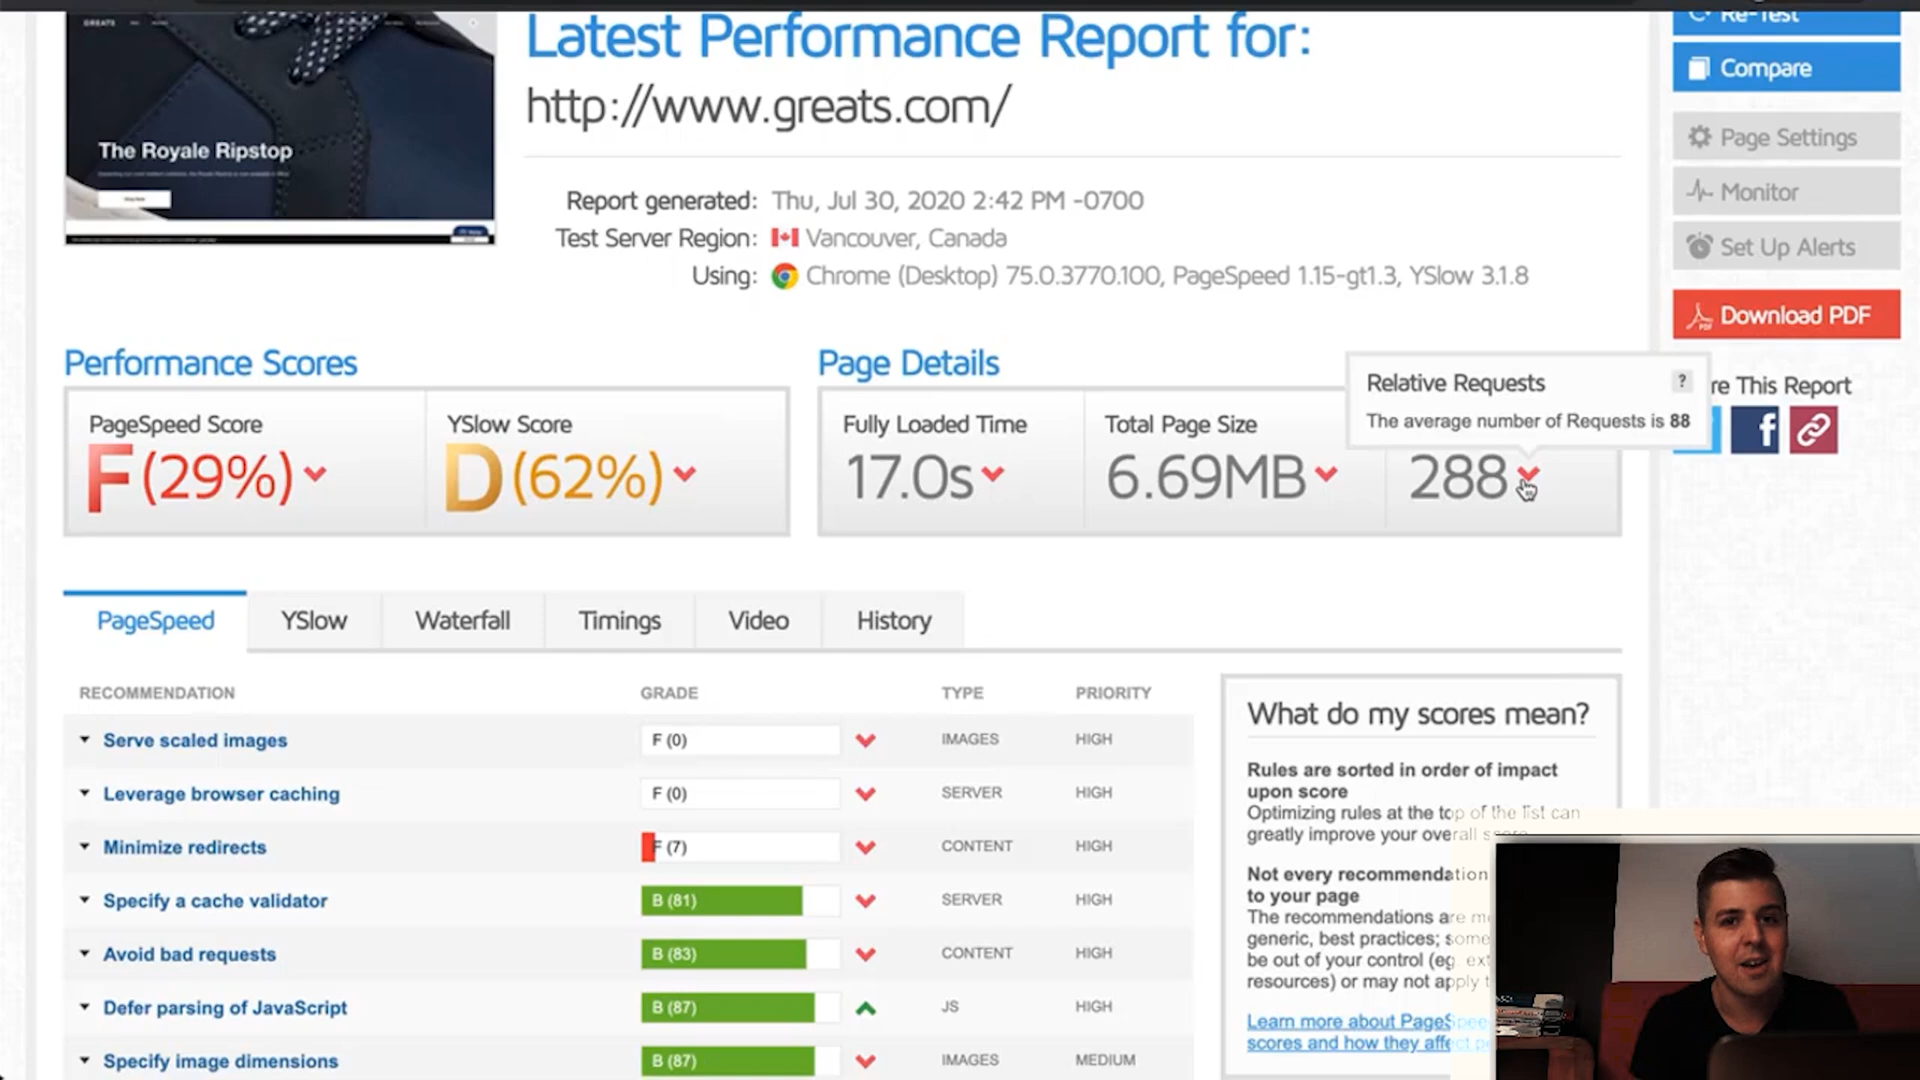 GREATS
The Royale Ripstop
Latest Performance Report for:
http://www.greats.com/
Report generated: Thu, Jul 30, 2020 2:42 PM -0700
Test Server Region: Vancouver, Canada
Using: Chrome (Desktop) 75.0.3770.100, PageSpeed 1.15-gt1.3, YSlow 3.1.8
Re-Test
Compare
Page Settings
Monitor
Set Up Alerts
Download PDF
re This Report
Performance Scores
PageSpeed Score
F (29%)
YSlow Score
D (62%)
Page Details
Fully Loaded Time
17.0s
Total Page Size
6.69MB
288
Relative Requests ?
The average number of Requests is 88
PageSpeed YSlow Waterfall Timings Video History
RECOMMENDATION GRADE TYPE PRIORITY
Serve scaled images F (0) IMAGES HIGH
Leverage browser caching F (0) SERVER HIGH
Minimize redirects F (7) CONTENT HIGH
Specify a cache validator B (81) SERVER HIGH
Avoid bad requests B (83) CONTENT HIGH
Defer parsing of JavaScript B (87) JS HIGH
Specify image dimensions B (87) IMAGES MEDIUM
What do my scores mean?
Rules are sorted in order of impact
upon score
Optimizing rules at the top of the list can
greatly improve your overall score
Not every recommendation
to your page
The recommendations are
generic, best practices; some
be out of your control (eg. ext
resources) or may not apply
Learn more about PageSpee
scores and how they affect